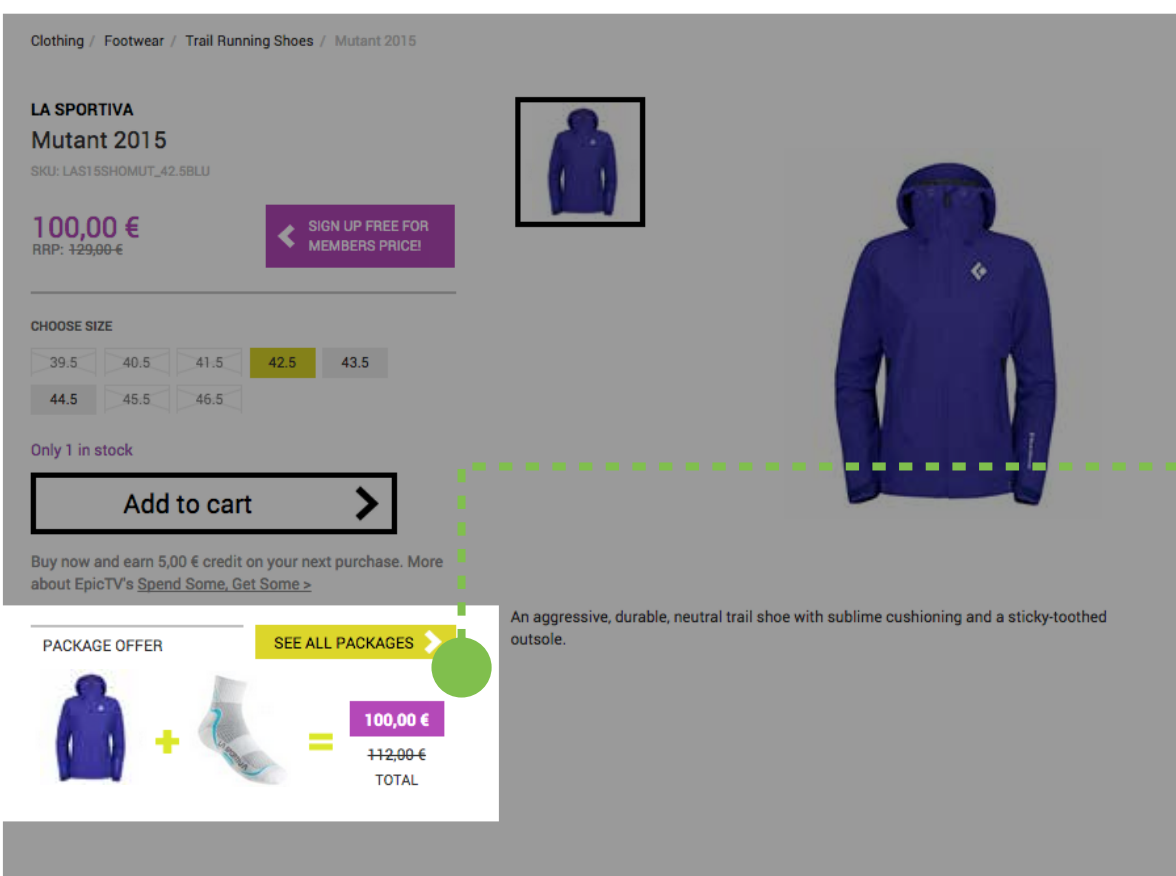 Clothing / Footwear / Trail Running Shoes / Mutant 2015
LA SPORTIVA
Mutant 2015
SKU: LAS15SHOMUT_42.5BLU
100,00 €
RRP: 129,00 €
SIGN UP FREE FOR
MEMBERS PRICE!
CHOOSE SIZE
39.5 40.5 41.5 42.5 43.5
44.5 45.5 46.5
Only 1 in stock
Add to cart
Buy now and earn 5,00 € credit on your next purchase. More
about EpicTV's Spend Some, Get Some >
An aggressive, durable, neutral trail shoe with sublime cushioning and a sticky-toothed
outsole.
PACKAGE OFFER
SEE ALL PACKAGES
LA SPORTIVA
100,00 €
112,00 €
TOTAL